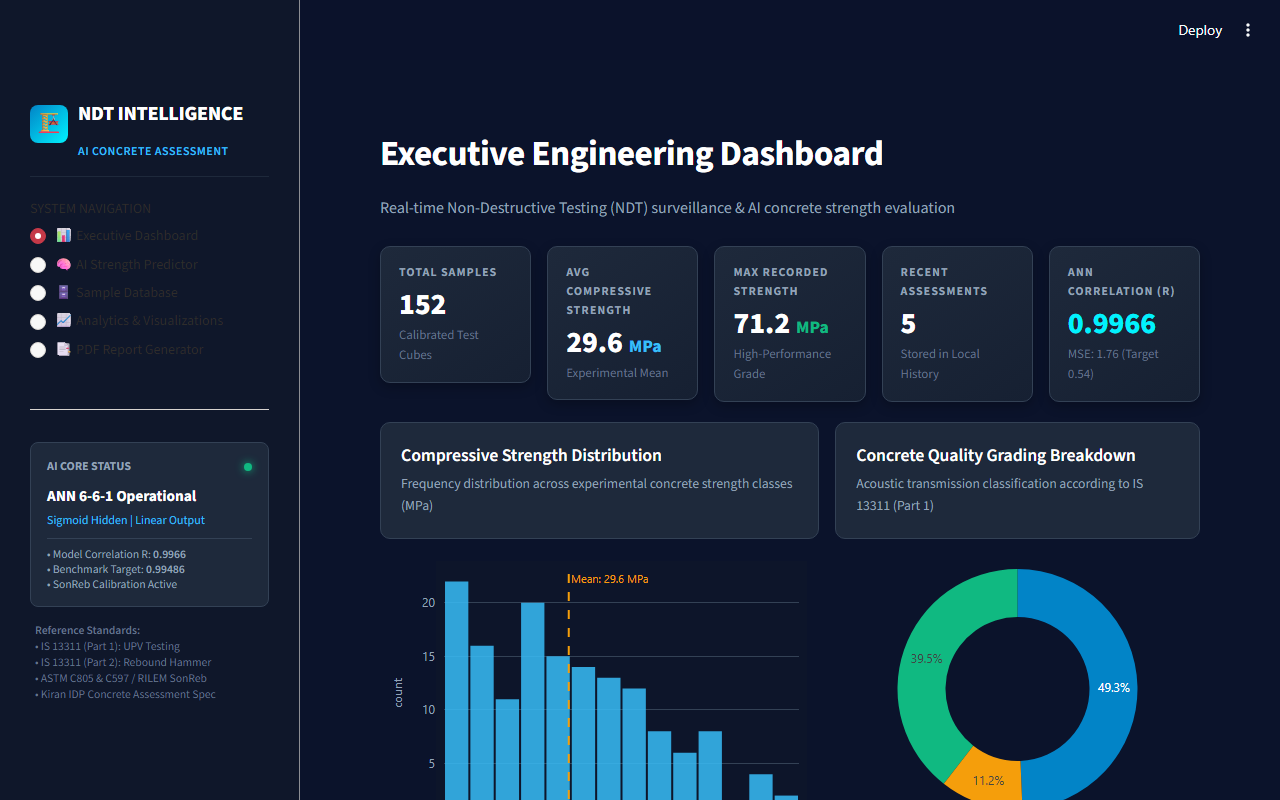 Deploy
NDT INTELLIGENCE
AI CONCRETE ASSESSMENT
SYSTEM NAVIGATION
Executive Dashboard
AI Strength Predictor
Sample Database
Analytics & Visualizations
PDF Report Generator
AI CORE STATUS
ANN 6-6-1 Operational
Sigmoid Hidden | Linear Output
• Model Correlation R: 0.9966
• Benchmark Target: 0.99486
• SonReb Calibration Active
Reference Standards:
• IS 13311 (Part 1): UPV Testing
• IS 13311 (Part 2): Rebound Hammer
• ASTM C805 & C597 / RILEM SonReb
• Kiran IDP Concrete Assessment Spec
Executive Engineering Dashboard
Real-time Non-Destructive Testing (NDT) surveillance & AI concrete strength evaluation
TOTAL SAMPLES
152
Calibrated Test
Cubes
AVG
COMPRESSIVE
STRENGTH
29.6 MPa
Experimental Mean
MAX RECORDED
STRENGTH
71.2 MPa
High-Performance
Grade
RECENT
ASSESSMENTS
5
Stored in Local
History
ANN
CORRELATION (R)
0.9966
MSE: 1.76 (Target
0.54)
Compressive Strength Distribution
Frequency distribution across experimental concrete strength classes
(MPa)
Concrete Quality Grading Breakdown
Acoustic transmission classification according to IS
13311 (Part 1)
Mean: 29.6 MPa
20
15
10
5
count
39.5%
49.3%
11.2%